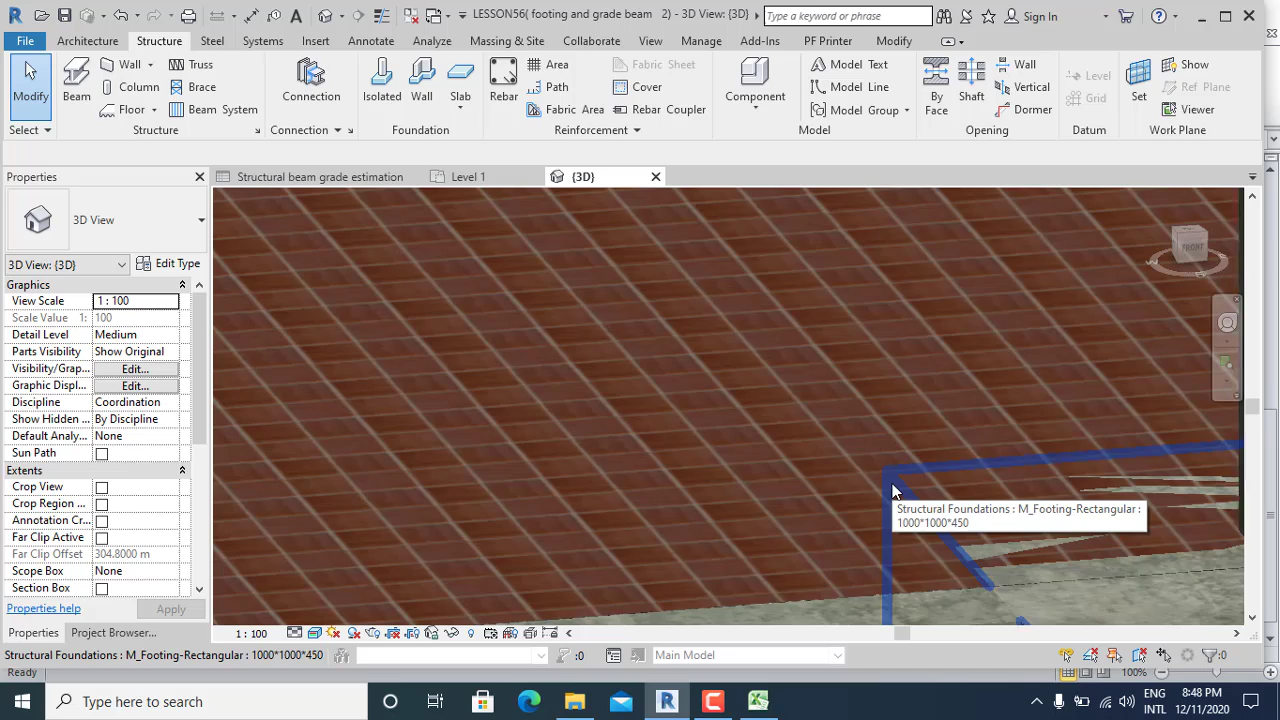 LESSON56( footing and grade beam 2) - 3D View: {3D}
Type a keyword or phrase
Sign In
File
Architecture
Structure
Steel
Systems
Insert
Annotate
Analyze
Massing & Site
Collaborate
View
Manage
Add-Ins
PF Printer
Modify
Modify
Beam
Wall
Column
Floor
Truss
Brace
Beam System
Connection
Isolated
Wall
Slab
Rebar
Area
Path
Fabric Area
Fabric Sheet
Cover
Rebar Coupler
Component
Model Text
Model Line
Model Group
By Face
Shaft
Wall
Vertical
Dormer
Level
Grid
Set
Show
Ref Plane
Viewer
Select
Structure
Connection
Foundation
Reinforcement
Model
Opening
Datum
Work Plane
Properties
Structural beam grade estimation
Level 1
{3D}
3D View
3D View: {3D}
Edit Type
Graphics
View Scale 1 : 100
Scale Value 1: 100
Detail Level Medium
Parts Visibility Show Original
Visibility/Grap... Edit...
Graphic Displ... Edit...
Discipline Coordination
Show Hidden By Discipline
Default Analy... None
Sun Path
Extents
Crop View
Crop Region
Annotation Cr...
Far Clip Active
Far Clip Offset 304.8000 m
Scope Box None
Section Box
Properties help
Apply
Properties
Project Browser...
FRONT
W
Structural Foundations : M_Footing-Rectangular :
1000*1000*450
1 : 100
Structural Foundations : M_Footing-Rectangular : 1000*1000*450
:0
Main Model
:0
Ready
100%
Type here to search
ENG
INTL
8:48 PM
12/11/2020